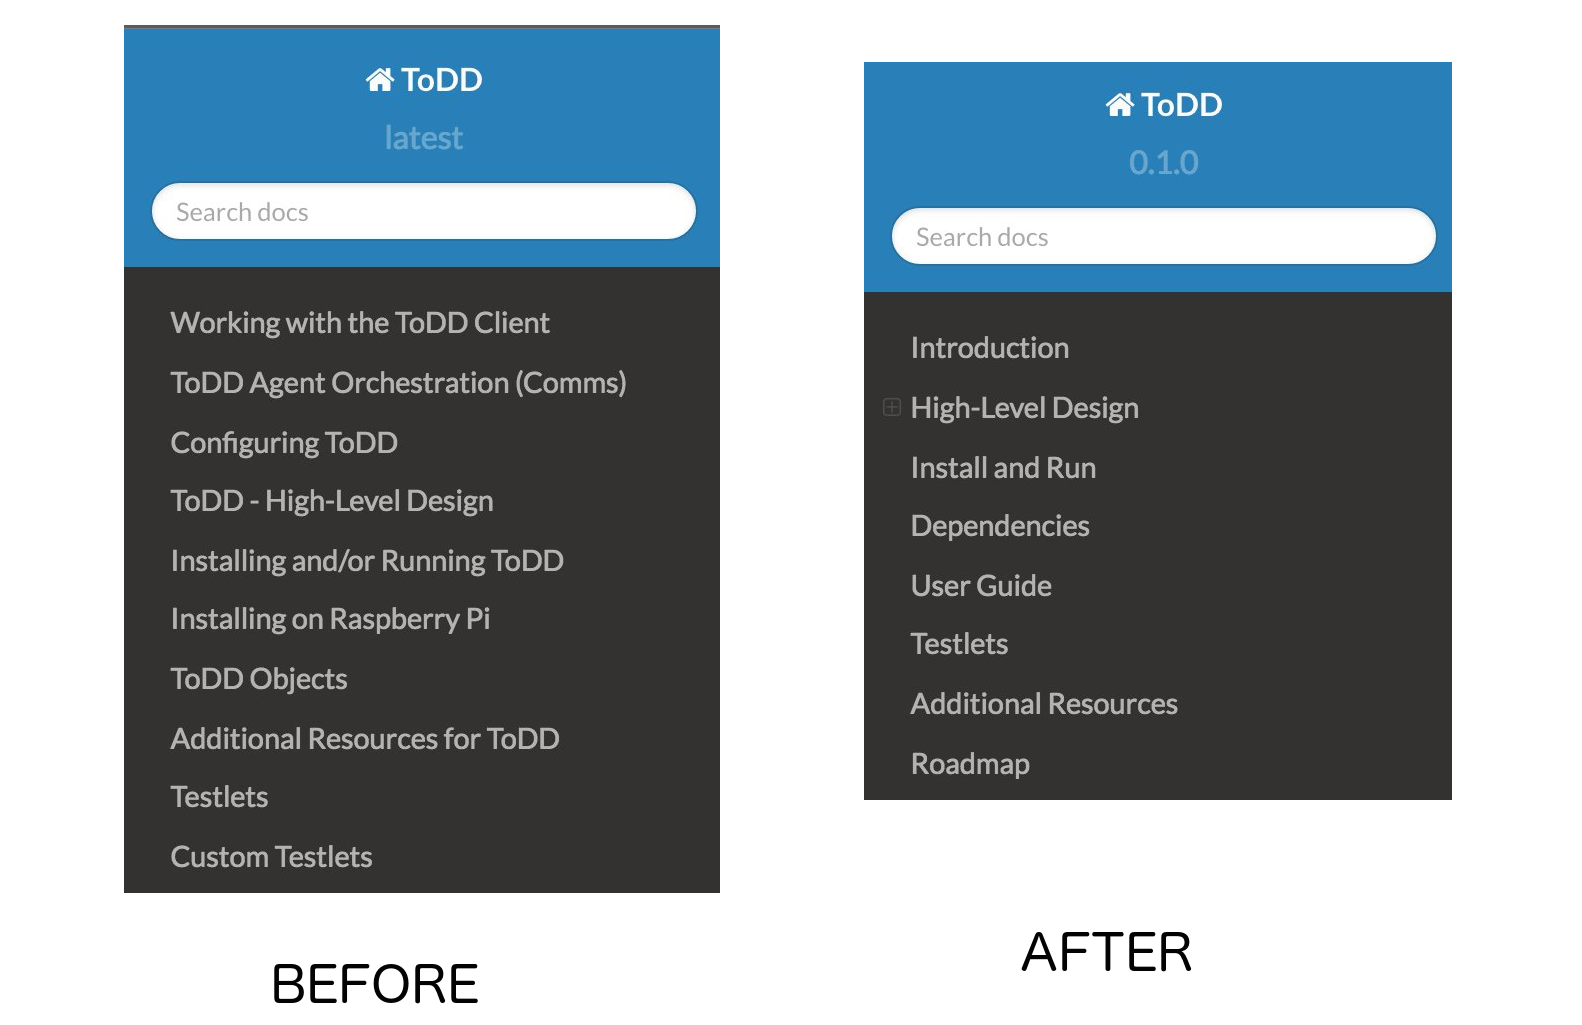 ToDD
latest
Search docs
Working with the ToDD Client
ToDD Agent Orchestration (Comms)
Configuring ToDD
ToDD - High-Level Design
Installing and/or Running ToDD
Installing on Raspberry Pi
ToDD Objects
Additional Resources for ToDD
Testlets
Custom Testlets
BEFORE
ToDD
0.1.0
Search docs
Introduction
High-Level Design
Install and Run
Dependencies
User Guide
Testlets
Additional Resources
Roadmap
AFTER